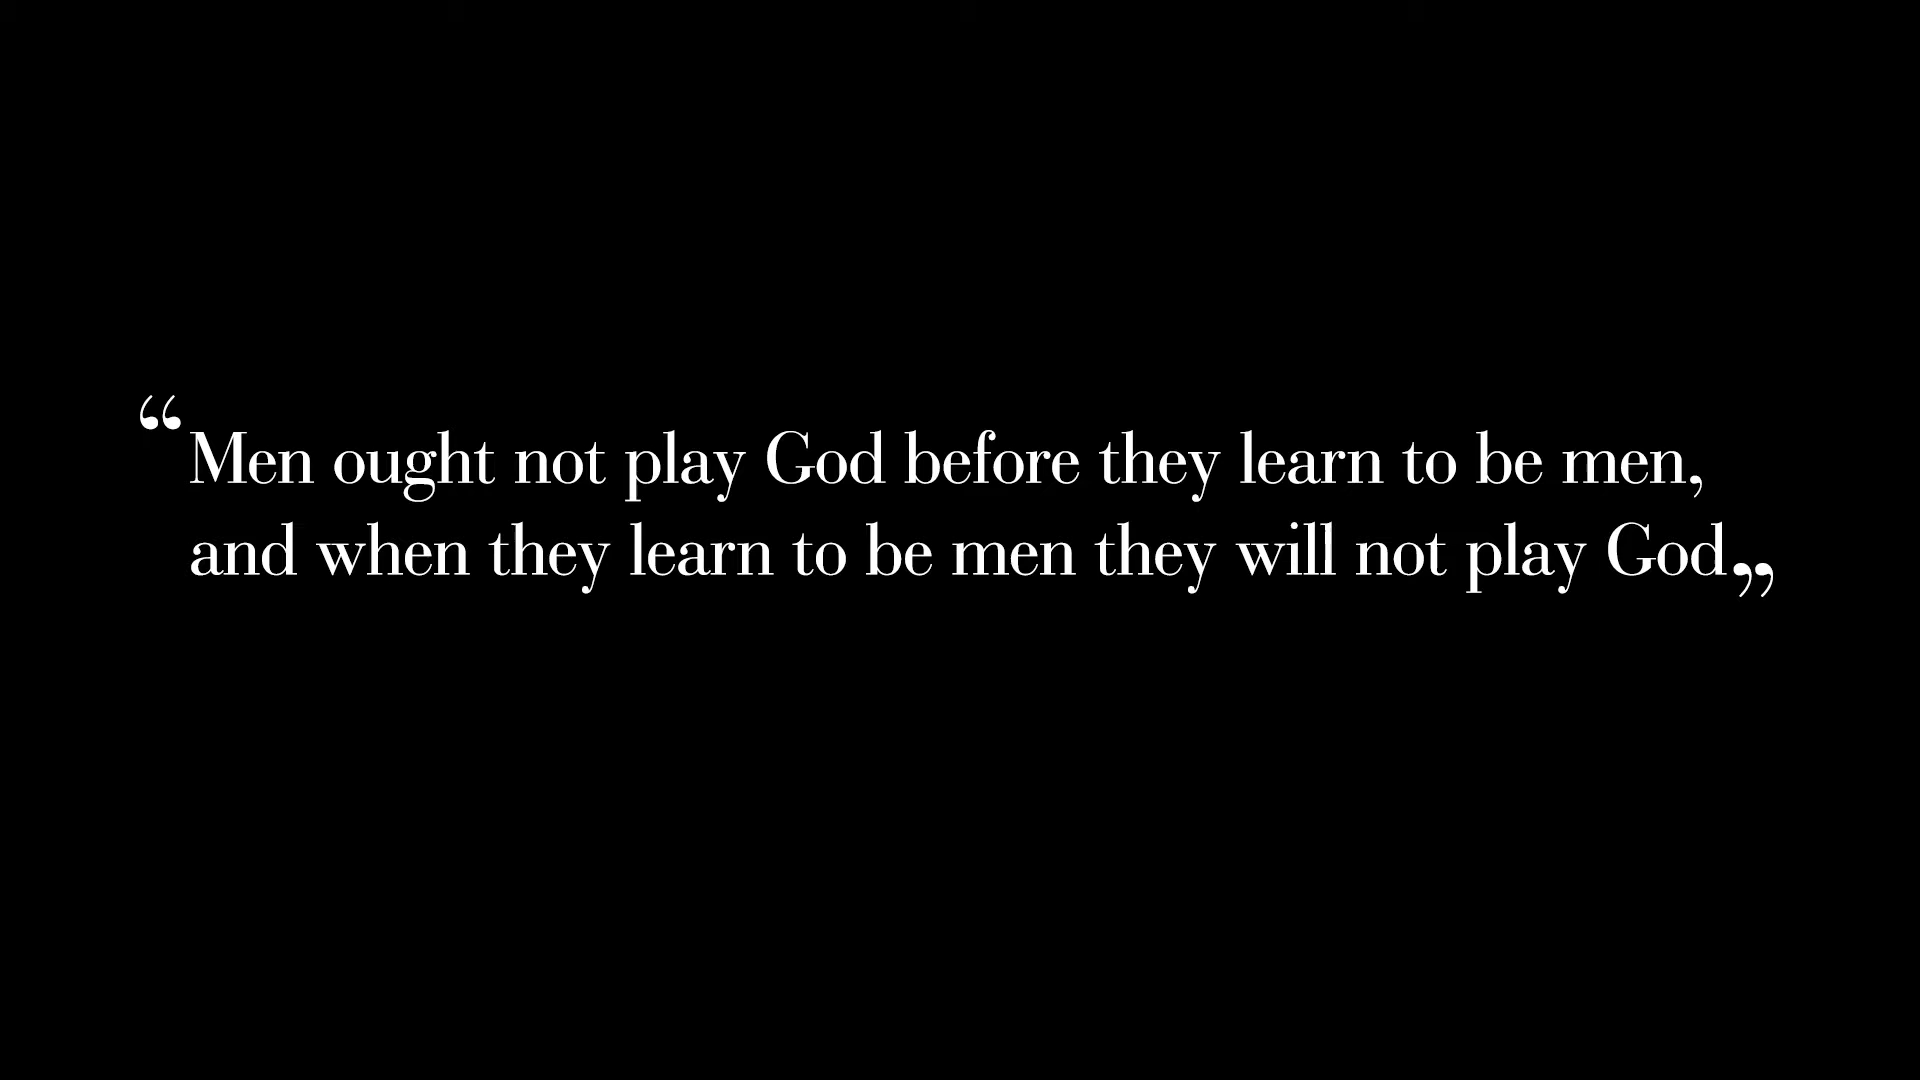 “Men ought not play God before they learn to be men,
and when they learn to be men they will not play God”